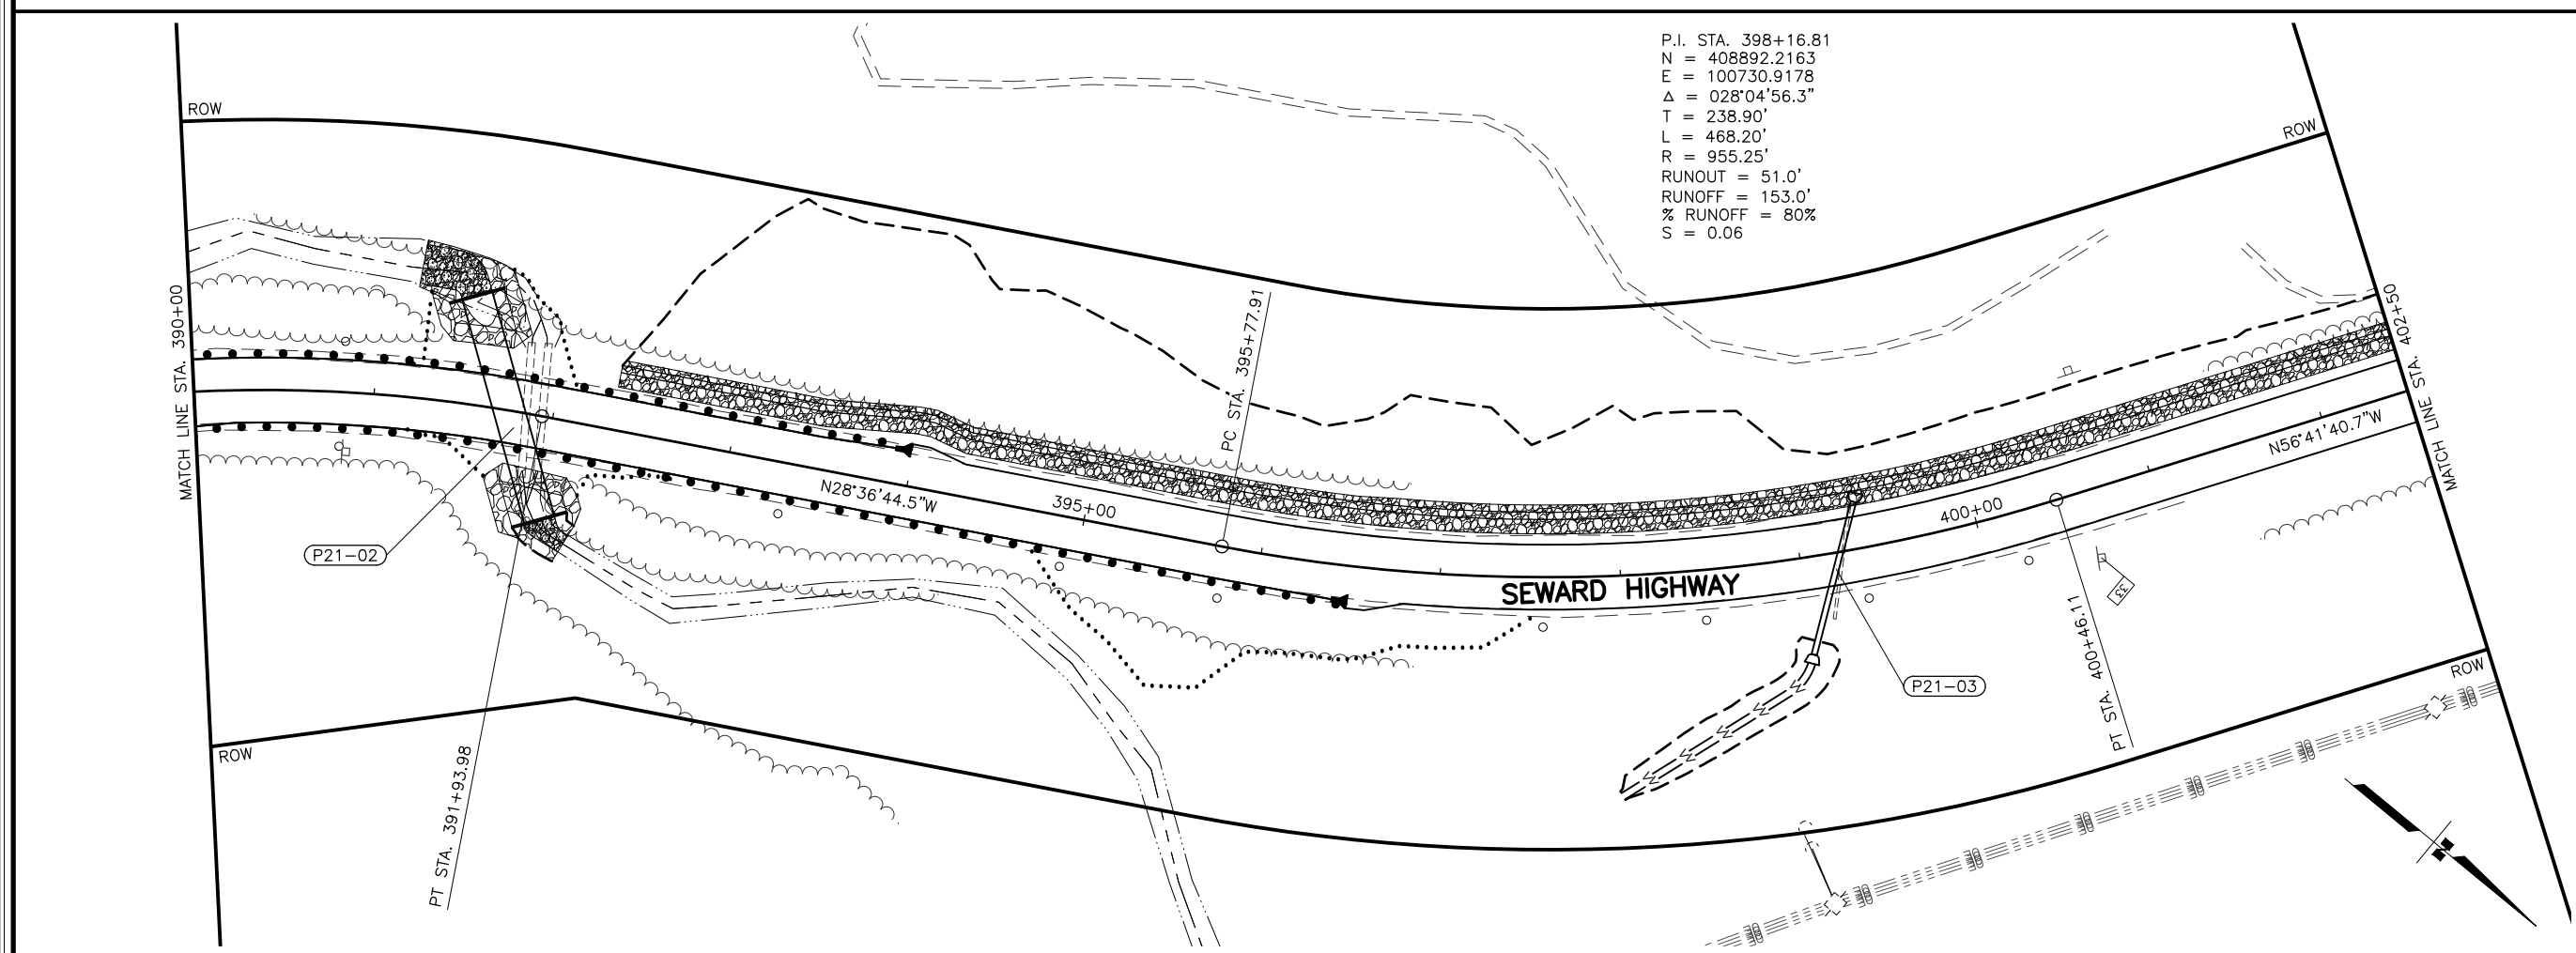 P.I. STA. 398+16.81
N = 408892.2163
E = 100730.9178
Δ = 028°04'56.3"
T = 238.90'
L = 468.20'
R = 955.25'
RUNOUT = 51.0'
RUNOFF = 153.0'
% RUNOFF = 80%
S = 0.06
ROW
ROW
MATCH LINE STA. 390+00
PC STA. 395+77.91
MATCH LINE STA. 402+50
N56°41'40.7"W
N28°36'44.5"W
395+00
400+00
P21-02
SEWARD HIGHWAY
33
P21-03
PT STA. 400+46.11
ROW
ROW
PT STA. 391+93.98